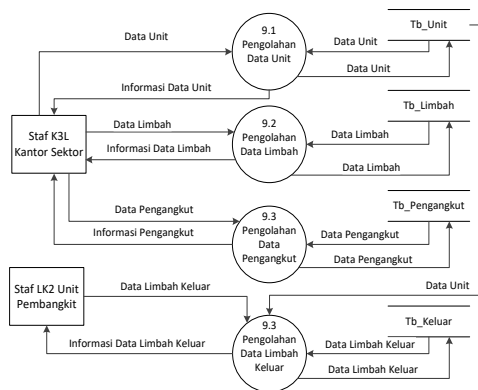 9.1
Pengolahan
Data Unit
Tb_Unit
Data Unit
Data Unit
Data Unit
Informasi Data Unit
Staf K3L
Kantor Sektor
Data Limbah
Informasi Data Limbah
9.2
Pengolahan
Data Limbah
Tb_Limbah
Data Limbah
Data Limbah
Data Pengangkut
Informasi Pengangkut
9.3
Pengolahan
Data
Pengangkut
Tb_Pengangkut
Data Pengangkut
Data Pengangkut
Staf LK2 Unit
Pembangkit
Data Limbah Keluar
Informasi Data Limbah Keluar
9.3
Pengolahan
Data Limbah
Keluar
Data Unit
Tb_Keluar
Data Limbah Keluar
Data Limbah Keluar